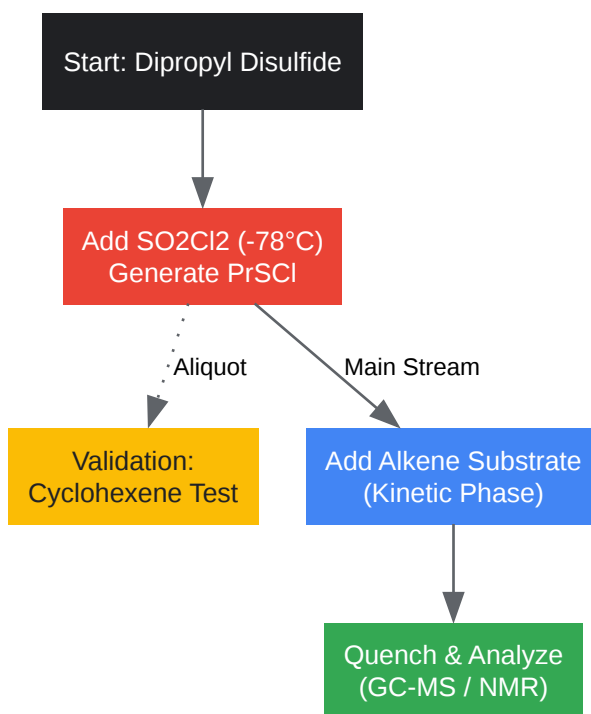 Start: Dipropyl Disulfide
Add SO2Cl2 (-78°C)
Generate PrSCl
Aliquot
Main Stream
Validation:
Cyclohexene Test
Add Alkene Substrate
(Kinetic Phase)
Quench & Analyze
(GC-MS / NMR)